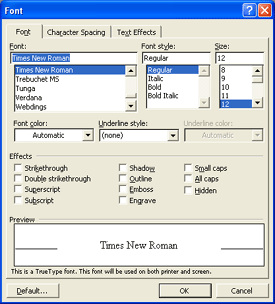 Font
Font Character Spacing Text Effects
Font: Font style: Size:
Times New Roman Regular 12
Times New Roman Regular 8
Trebuchet MS Italic 9
Tunga Bold 10
Verdana Bold Italic 11
Webdings 12
Font color: Underline style: Underline color:
Automatic (none) Automatic
Effects
Strikethrough Shadow Small caps
Double strikethrough Outline All caps
Superscript Emboss Hidden
Subscript Engrave
Preview
Times New Roman
This is a TrueType font. This font will be used on both printer and screen.
Default... OK Cancel